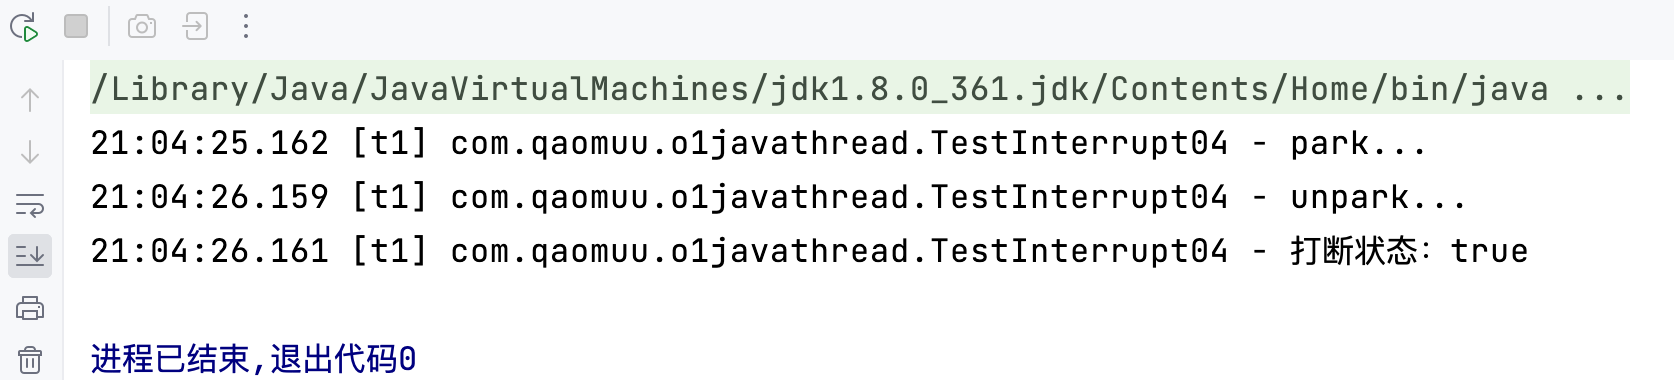 /Library/Java/JavaVirtualMachines/jdk1.8.0_361.jdk/Contents/Home/bin/java ...
21:04:25.162 [t1] com.qaomuu.o1javathread.TestInterrupt04 - park...
21:04:26.159 [t1] com.qaomuu.o1javathread.TestInterrupt04 - unpark...
21:04:26.161 [t1] com.qaomuu.o1javathread.TestInterrupt04 - 打断状态：true
进程已结束,退出代码0